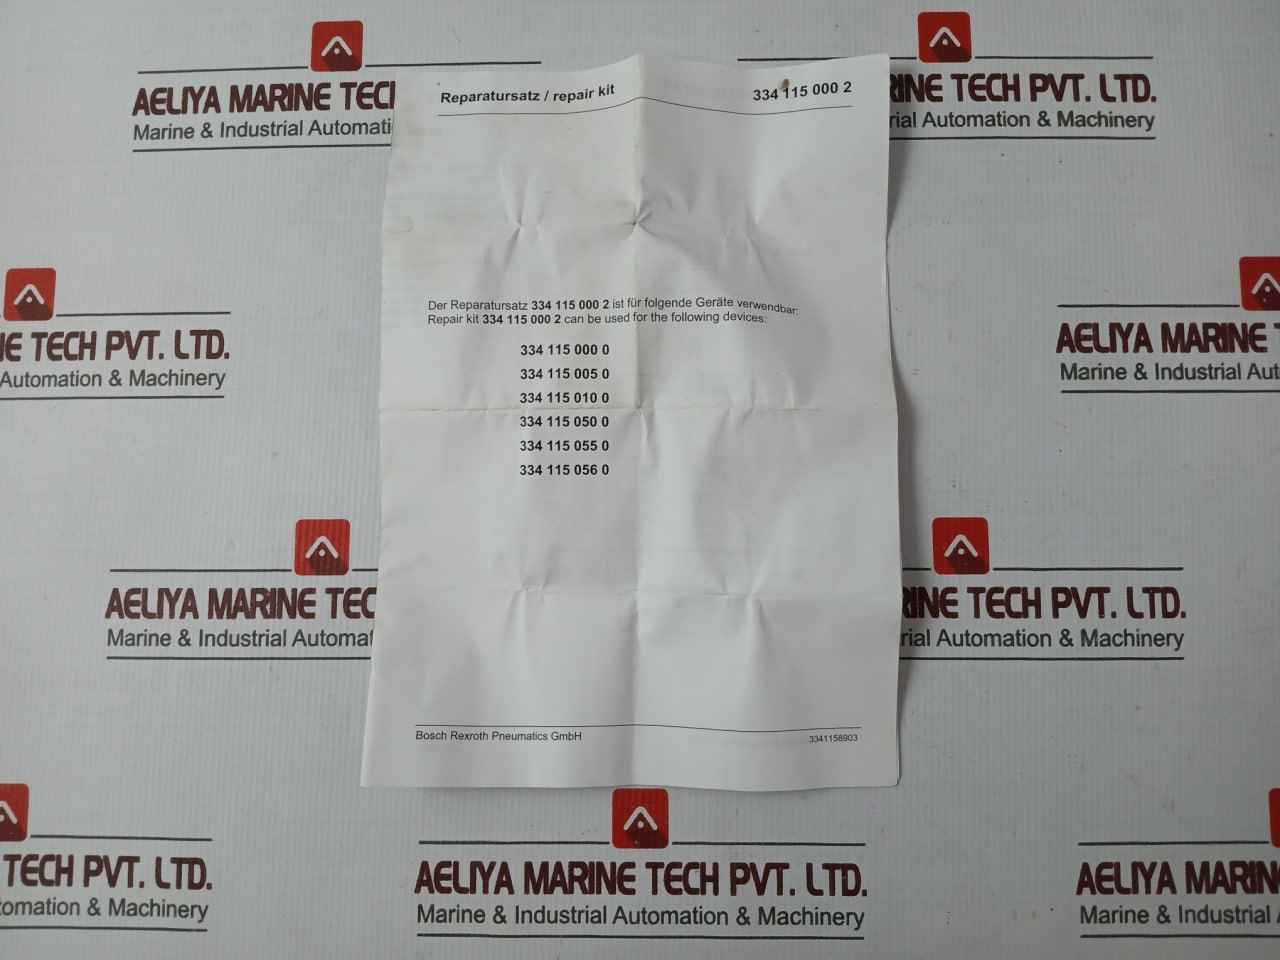 AELIYA MARINE TECH
Marine & Industrial Automati
RINE TECH PVT. LTD.
rial Automation & Machinery
Reparatursatz / repair kit 334 115 000 2
NE TECH PVT. LTD.
Automation & Machinery
AELIYA MARINE T
Marine & Industrial Aut
Der Reparatursatz 334 115 000 2 ist für folgende Geräte verwendbar:
Repair kit 334 115 000 2 can be used for the following devices:
334 115 000 0
334 115 005 0
334 115 010 0
334 115 050 0
334 115 055 0
334 115 056 0
AELIYA MARINE TEC
Marine & Industrial Automat
RINE TECH PVT. LTD.
rial Automation & Machinery
Bosch Rexroth Pneumatics GmbH 3341158903
TECH PVT. LTD.
omation & Machinery
AELIYA MARINE TECH PVT. LTD.
Marine & Industrial Automation & Machinery
AELIYA MARIN
Marine & Industrial A